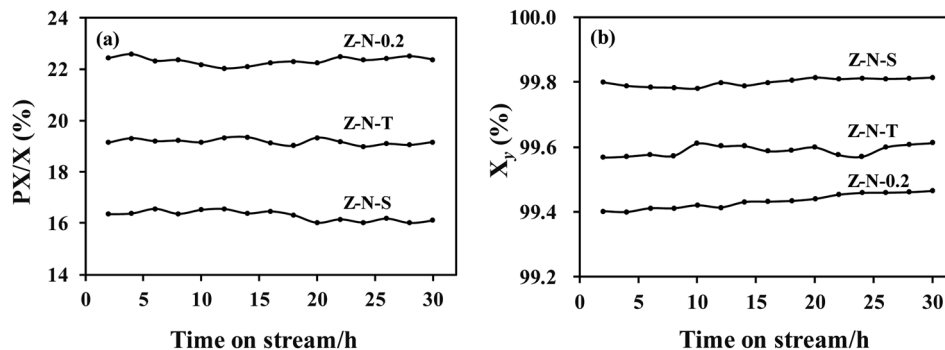 (a)
PX/X (%)
24
22
20
18
16
14
Z-N-0.2
Z-N-T
Z-N-S
0 5 10 15 20 25 30
Time on stream/h
(b)
X_y (%)
100.0
99.8
99.6
99.4
99.2
Z-N-S
Z-N-T
Z-N-0.2
0 5 10 15 20 25 30
Time on stream/h